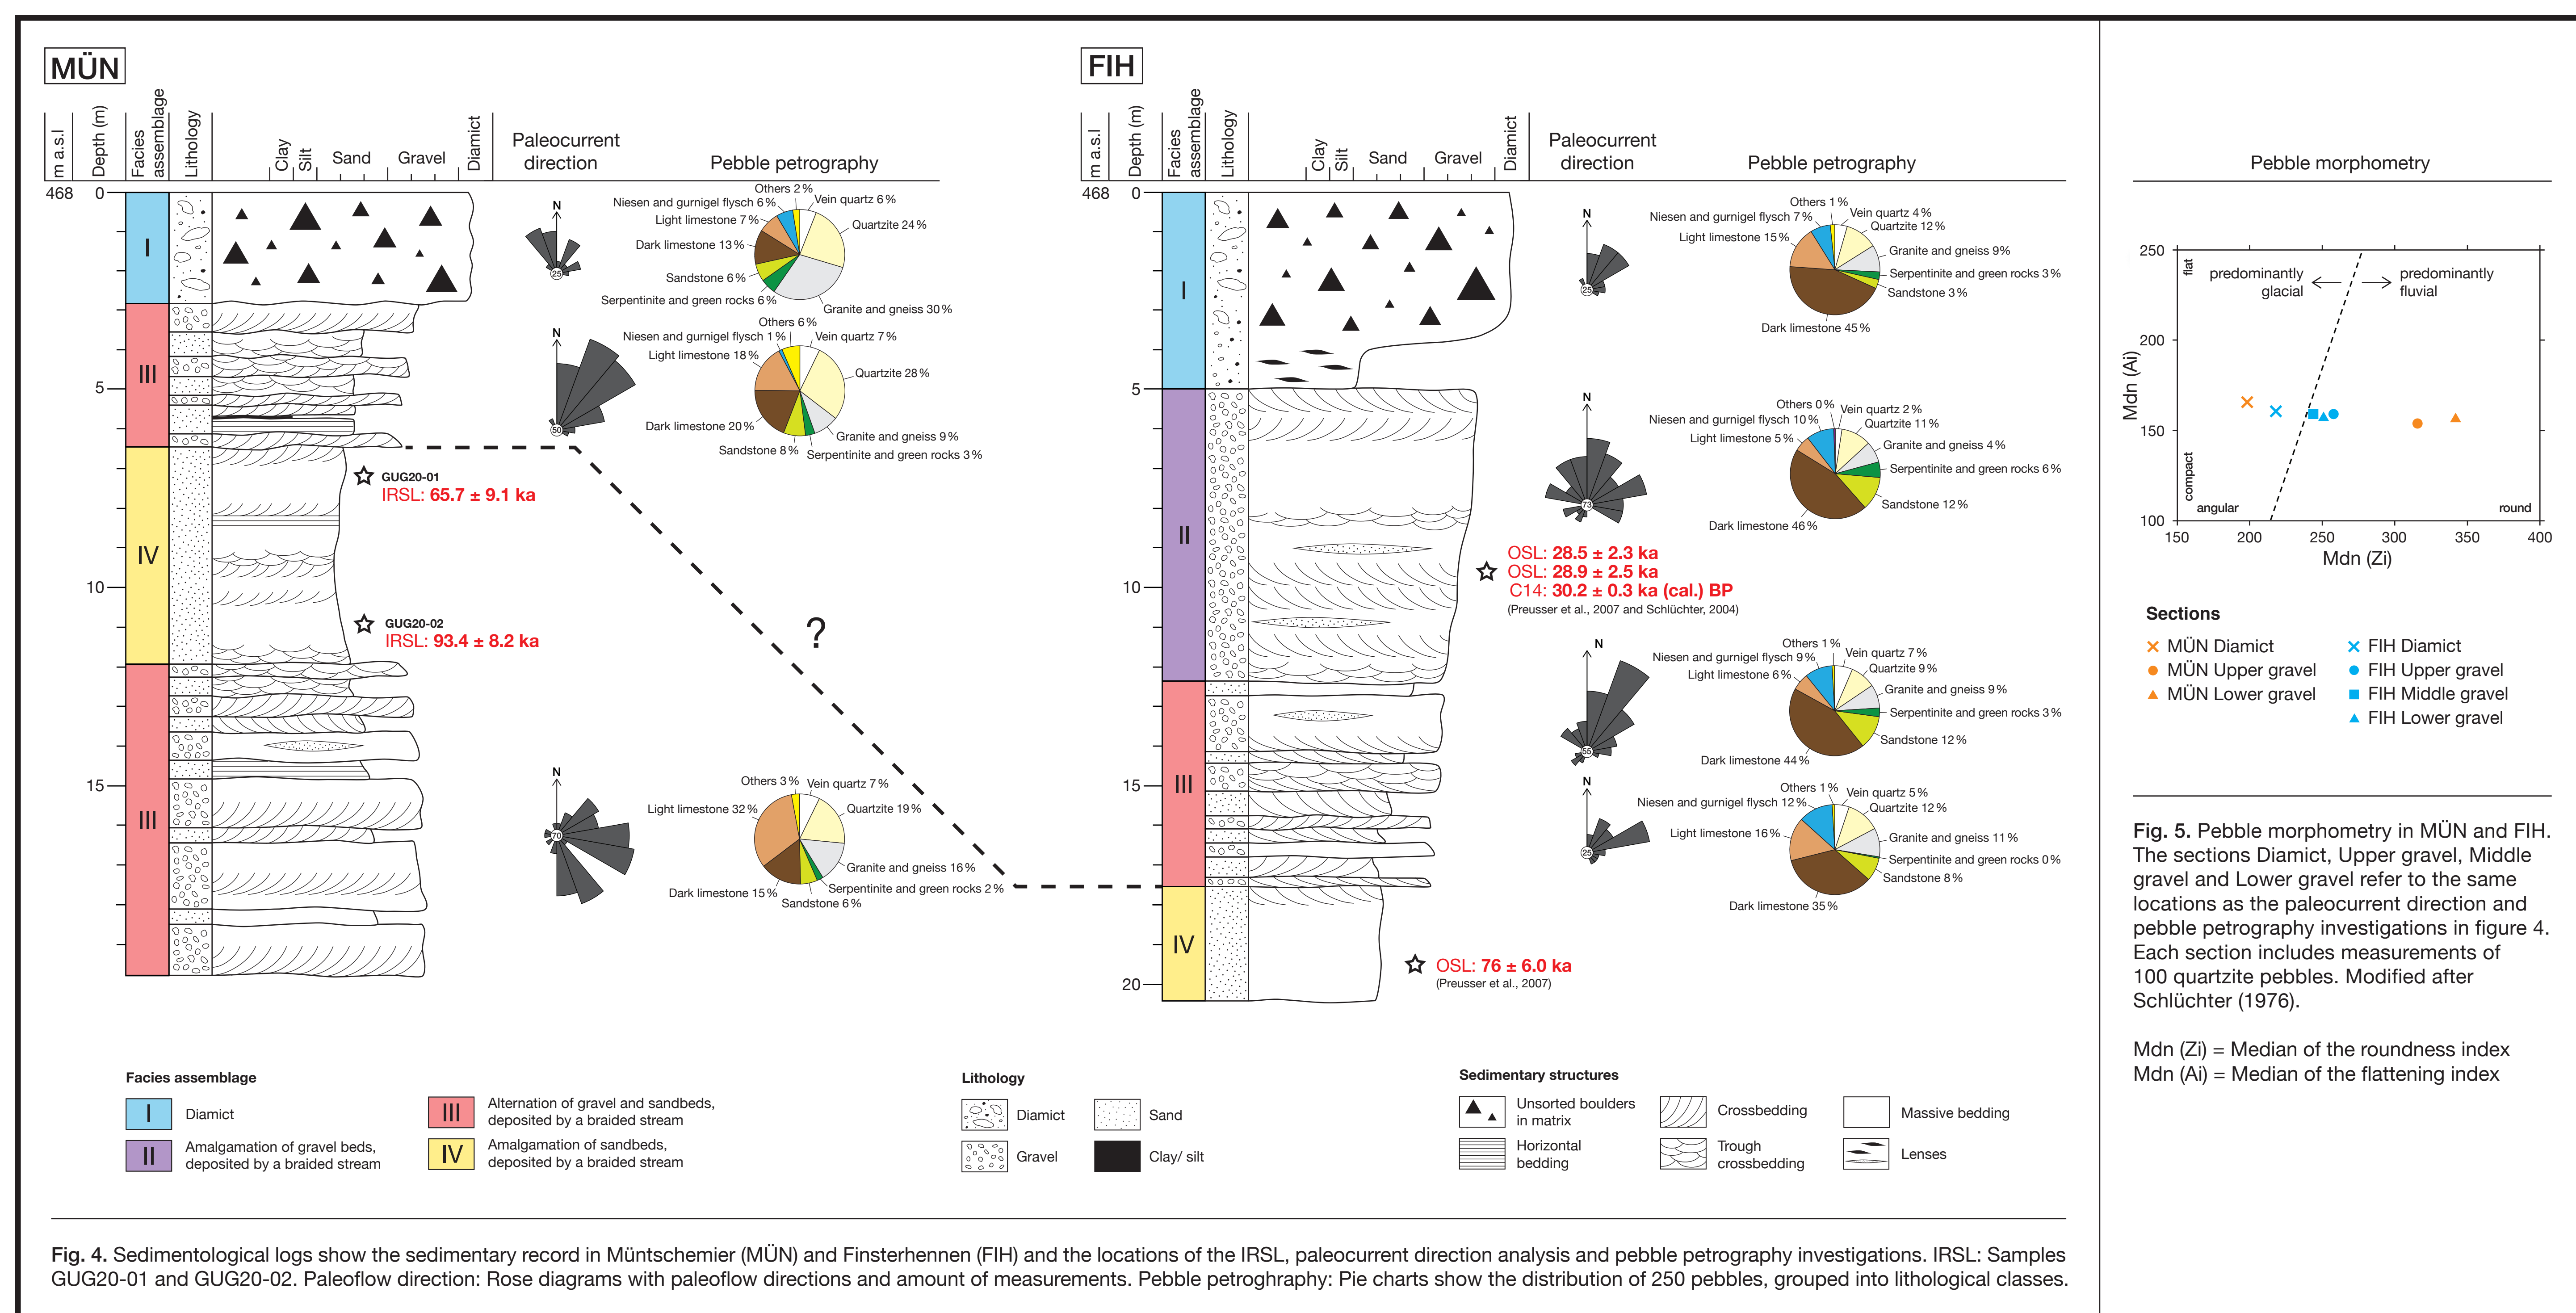 MÜN
m a.s.l
Depth (m)
Facies
assemblage
Lithology
Clay
Silt
Sand
Gravel
Diamict
Paleocurrent
direction
Pebble petrography
468
0
5
10
15
I
III
IV
III
N
25
Others 2 %
Vein quartz 6 %
Niesen and gurnigel flysch 6 %
Quartzite 24 %
Light limestone 7 %
Dark limestone 13 %
Sandstone 6 %
Serpentinite and green rocks 6 %
Granite and gneiss 30 %
N
50
Others 6 %
Niesen and gurnigel flysch 1 %
Vein quartz 7 %
Light limestone 18 %
Quartzite 28 %
Dark limestone 20 %
Granite and gneiss 9 %
Sandstone 8 %
Serpentinite and green rocks 3 %
GUG20-01
IRSL: 65.7 ± 9.1 ka
GUG20-02
IRSL: 93.4 ± 8.2 ka
?
N
70
Others 3 %
Vein quartz 7 %
Light limestone 32 %
Quartzite 19 %
Granite and gneiss 16 %
Dark limestone 15 %
Serpentinite and green rocks 2 %
Sandstone 6 %
FIH
m a.s.l
Depth (m)
Facies
assemblage
Lithology
Clay
Silt
Sand
Gravel
Diamict
Paleocurrent
direction
Pebble petrography
468
0
5
10
15
20
I
II
III
IV
N
25
Others 1 %
Vein quartz 4 %
Niesen and gurnigel flysch 7 %
Quartzite 12 %
Light limestone 15 %
Granite and gneiss 9 %
Serpentinite and green rocks 3 %
Sandstone 3 %
Dark limestone 45 %
N
73
Others 0 %
Vein quartz 2 %
Niesen and gurnigel flysch 10 %
Quartzite 11 %
Light limestone 5 %
Granite and gneiss 4 %
Serpentinite and green rocks 6 %
Sandstone 12 %
Dark limestone 46 %
OSL: 28.5 ± 2.3 ka
OSL: 28.9 ± 2.5 ka
C14: 30.2 ± 0.3 ka (cal.) BP
(Preusser et al., 2007 and Schlüchter, 2004)
N
55
Others 1 %
Vein quartz 7 %
Niesen and gurnigel flysch 9 %
Quartzite 9 %
Light limestone 6 %
Granite and gneiss 9 %
Serpentinite and green rocks 3 %
Sandstone 12 %
Dark limestone 44 %
N
25
Others 1 %
Vein quartz 5 %
Niesen and gurnigel flysch 12 %
Quartzite 12 %
Light limestone 16 %
Granite and gneiss 11 %
Serpentinite and green rocks 0 %
Sandstone 8 %
Dark limestone 35 %
OSL: 76 ± 6.0 ka
(Preusser et al., 2007)
Facies assemblage
I
Diamict
II
Amalgamation of gravel beds,
deposited by a braided stream
III
Alternation of gravel and sandbeds,
deposited by a braided stream
IV
Amalgamation of sandbeds,
deposited by a braided stream
Lithology
Diamict
Sand
Gravel
Clay/ silt
Sedimentary structures
Unsorted boulders
in matrix
Crossbedding
Massive bedding
Horizontal
bedding
Trough
crossbedding
Lenses
Fig. 4. Sedimentological logs show the sedimentary record in Müntschemier (MÜN) and Finsterhennen (FIH) and the locations of the IRSL, paleocurrent direction analysis and pebble petrography investigations. IRSL: Samples
GUG20-01 and GUG20-02. Paleoflow direction: Rose diagrams with paleoflow directions and amount of measurements. Pebble petroghraphy: Pie charts show the distribution of 250 pebbles, grouped into lithological classes.
Pebble morphometry
250
200
150
100
Mdn (Ai)
flat
compact
predominantly
glacial
predominantly
fluvial
angular
round
150
200
250
300
350
400
Mdn (Zi)
Sections
MÜN Diamict
MÜN Upper gravel
MÜN Lower gravel
FIH Diamict
FIH Upper gravel
FIH Middle gravel
FIH Lower gravel
Fig. 5. Pebble morphometry in MÜN and FIH.
The sections Diamict, Upper gravel, Middle
gravel and Lower gravel refer to the same
locations as the paleocurrent direction and
pebble petrography investigations in figure 4.
Each section includes measurements of
100 quartzite pebbles. Modified after
Schlüchter (1976).
Mdn (Zi) = Median of the roundness index
Mdn (Ai) = Median of the flattening index